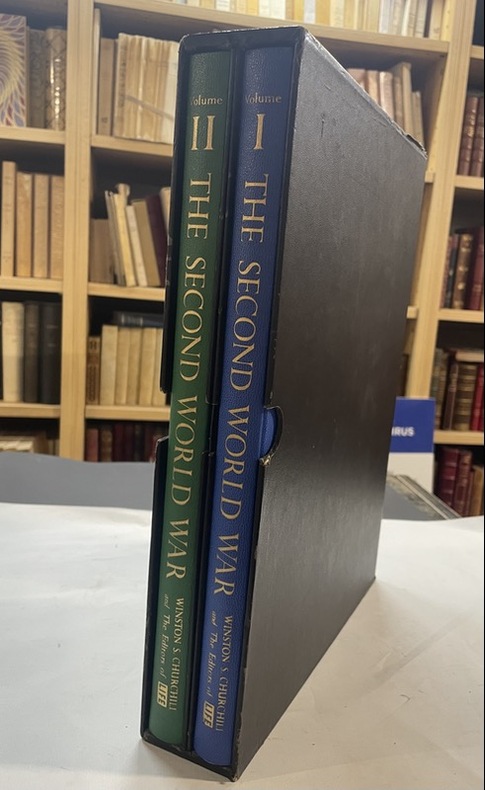 Volume
II
THE SECOND WORLD WAR
WINSTON S. CHURCHILL
and The Editors of LIFE
Volume
I
THE SECOND WORLD WAR
WINSTON S. CHURCHILL
and The Editors of LIFE
IRUS